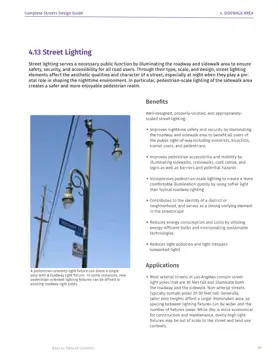 Complete Streets Design Guide
4. SIDEWALK AREA
4.13 Street Lighting
Street lighting serves a necessary public function by illuminating the roadway and sidewalk area to ensure
safety, security, and accessibility for all road users. Through their type, scale, and design, street lighting
elements affect the aesthetic qualities and character of a street, especially at night when they play a piv-
otal role in shaping the nighttime environment. In particular, pedestrian-scale lighting of the sidewalk area
creates a safer and more enjoyable pedestrian realm.
A pedestrian-oriented light fixture can share a single
pole with a roadway light fixture. In some instances, new
pedestrian-oriented lighting fixtures can be affixed to
existing roadway light poles.
Benefits
Well-designed, properly-located, and appropriately-
scaled street lighting:
• Improves nighttime safety and security by illuminating
the roadway and sidewalk area to benefit all users of
the public right-of-way including motorists, bicyclists,
transit users, and pedestrians
• Improves pedestrian accessibility and mobility by
illuminating sidewalks, crosswalks, curb ramps, and
signs as well as barriers and potential hazards
• Incorporates pedestrian-scale lighting to create a more
comfortable illumination quality by using softer light
than typical roadway lighting
• Contributes to the identity of a district or
neighborhood, and serves as a strong unifying element
in the streetscape
• Reduces energy consumption and costs by utilizing
energy-efficient bulbs and incorporating sustainable
technologies
• Reduces light pollution and light trespass
(unwanted light)
Applications
• Most arterial streets in Los Angeles contain street
light poles that are 30 feet tall and illuminate both
the roadway and the sidewalk. Non-arterial streets
typically contain poles 20-30 feet tall. Generally,
taller pole heights afford a larger illuminated area, so
spacing between lighting fixtures can be wider and the
number of fixtures lower. While this is more economical
for construction and maintenance, overly high light
fixtures may be out of scale to the street and land use
contexts.
Back to Table of Contents